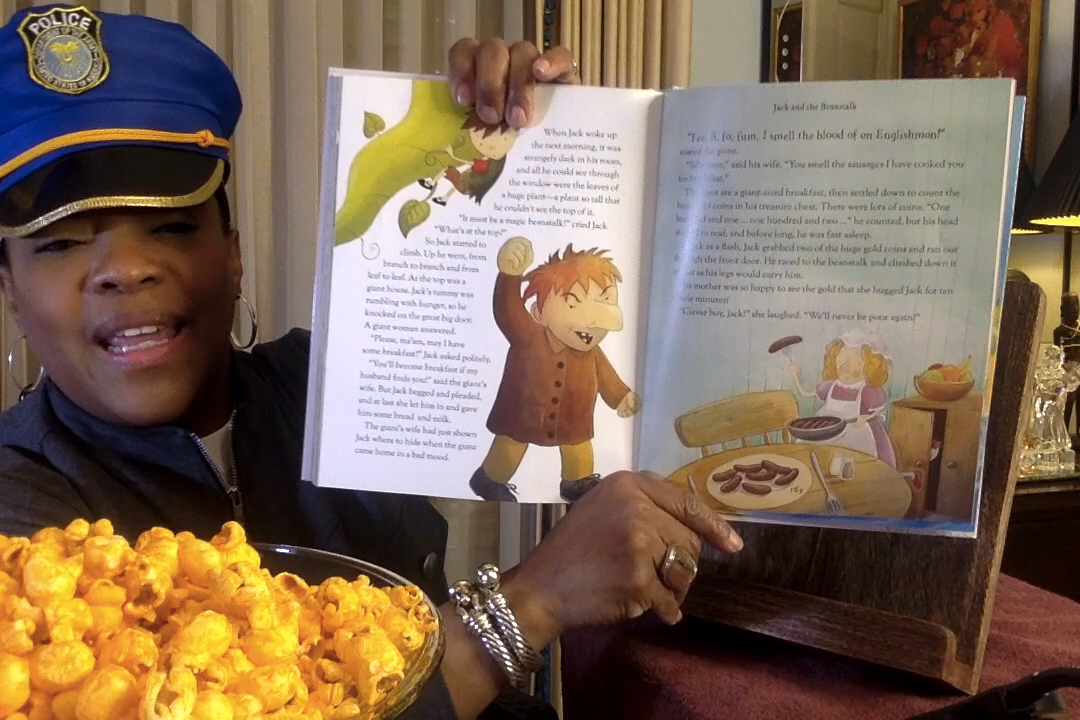 POLICE
When Jack woke up
the next morning, it was
strangely dark in his room,
and all he could see through
the window were the leaves of
a huge plant—a plant so tall that
he couldn't see the top of it.
"It must be a magic beanstalk!" cried Jack.
"What's at the top?"
So Jack started to
climb. Up he went, from
branch to branch and from
leaf to leaf. At the top was a
giant house. Jack's tummy was
rumbling with hunger, so he
knocked on the great big door.
A giant woman answered.
"Please, ma'am, may I have
some breakfast?" Jack asked politely.
"You'll become breakfast if my
husband finds you!" said the giant's
wife. But Jack begged and pleaded,
and at last she let him in and gave
him some bread and milk.
The giant's wife had just shown
Jack where to hide when the giant
came home in a bad mood.
Jack and the Beanstalk
fi, fo, fum, I smell the blood of an Englishman!"
roared the giant.
said his wife. "You smell the sausages I have cooked you
for breakfast."
ate a giant-sized breakfast, then settled down to count the
coins in his treasure chest. There were lots of coins. "One
and one ... one hundred and two ..." he counted, but his head
to nod, and before long, he was fast asleep.
as a flash, Jack grabbed two of the huge gold coins and ran out
the front door. He raced to the beanstalk and climbed down it
as his legs would carry him.
mother was so happy to see the gold that she hugged Jack for ten
minutes!
"Clever boy, Jack!" she laughed. "We'll never be poor again!"
163